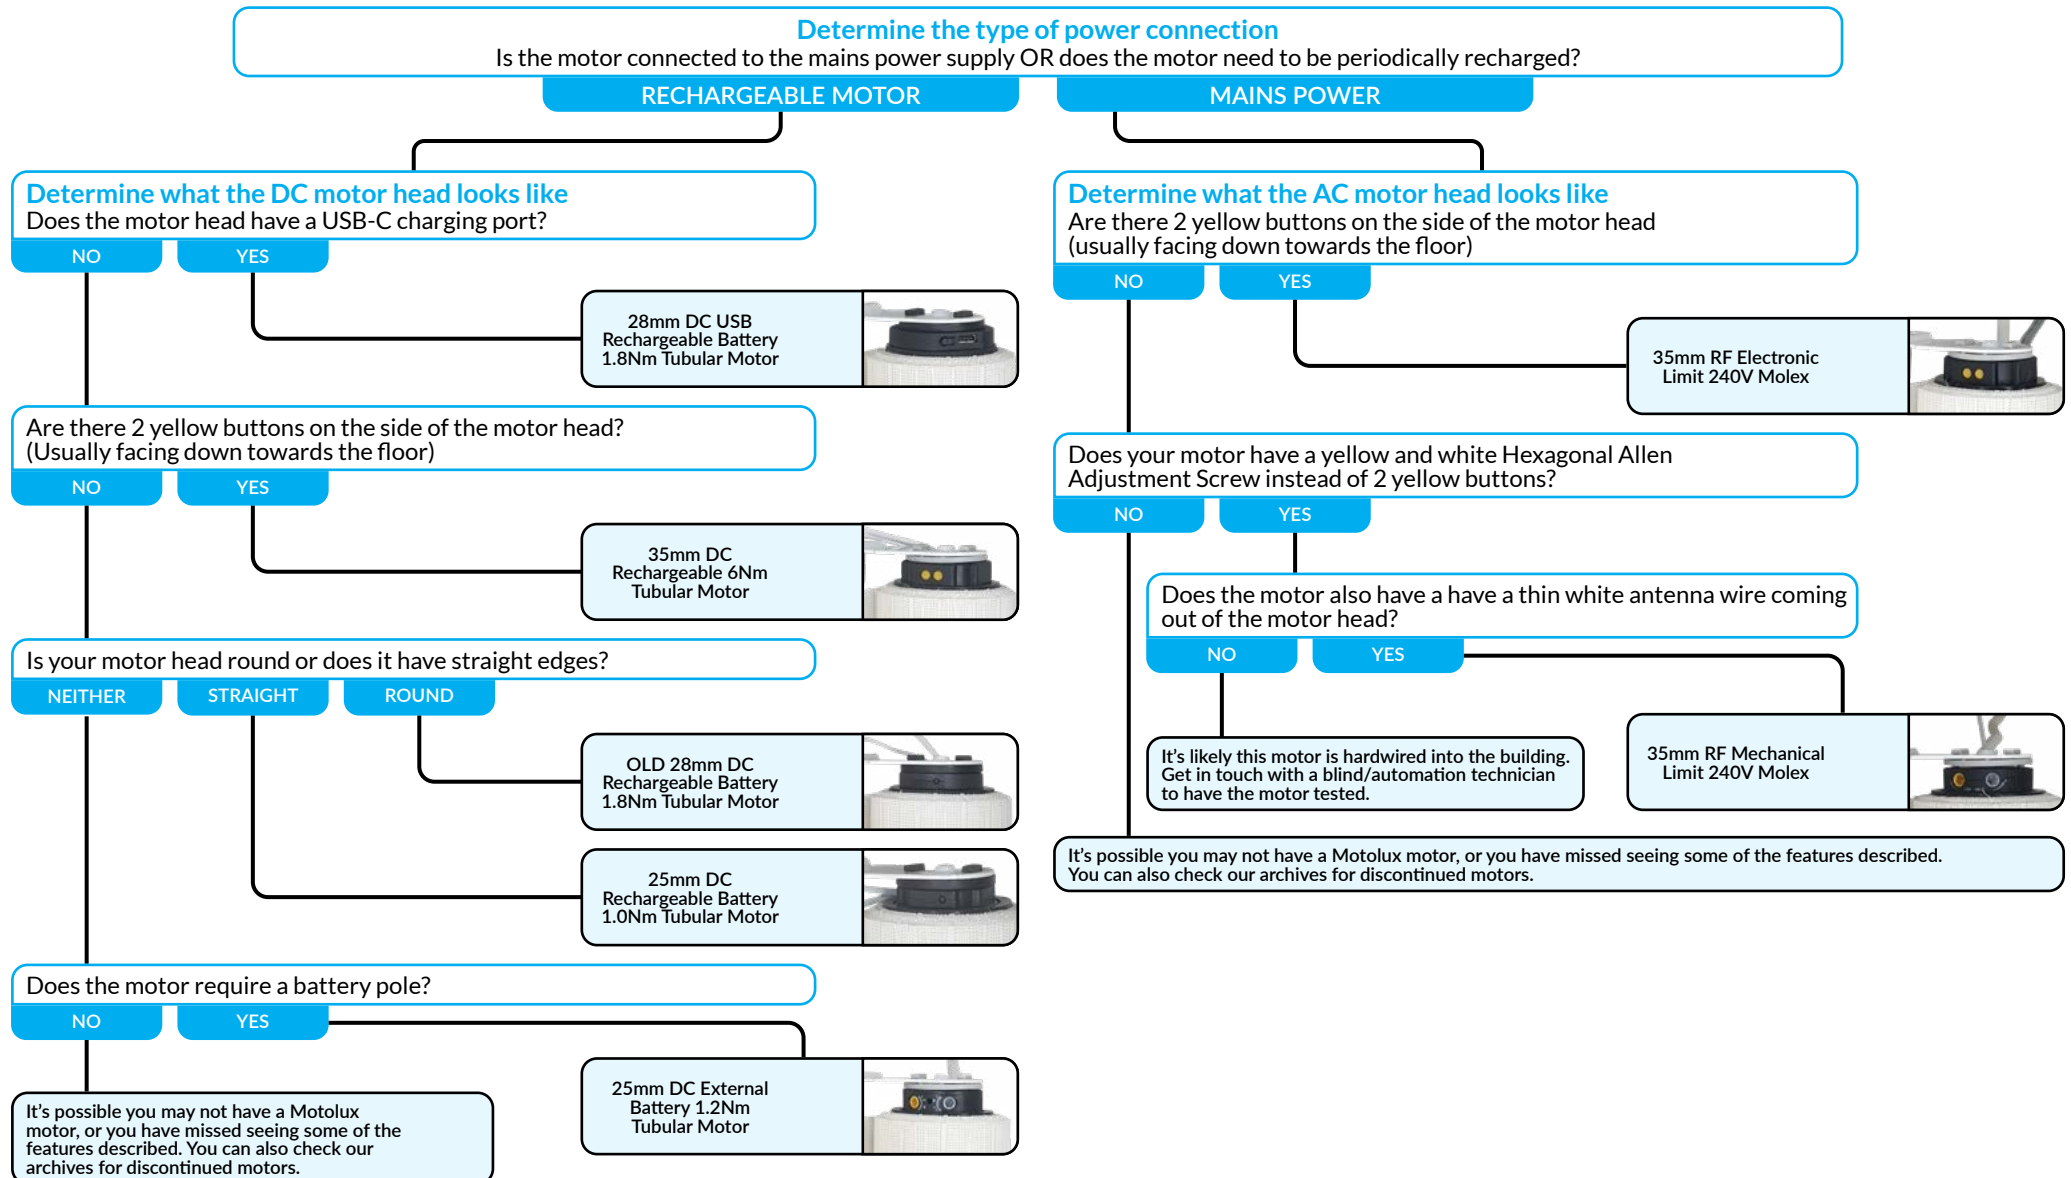 Determine the type of power connection
Is the motor connected to the mains power supply OR does the motor need to be periodically recharged?
RECHARGEABLE MOTOR
MAINS POWER
Determine what the DC motor head looks like
Does the motor head have a USB-C charging port?
NO
YES
28mm DC USB
Rechargeable Battery
1.8Nm Tubular Motor
Are there 2 yellow buttons on the side of the motor head?
(Usually facing down towards the floor)
NO
YES
35mm DC
Rechargeable 6Nm
Tubular Motor
Is your motor head round or does it have straight edges?
NEITHER
STRAIGHT
ROUND
OLD 28mm DC
Rechargeable Battery
1.8Nm Tubular Motor
25mm DC
Rechargeable Battery
1.0Nm Tubular Motor
Does the motor require a battery pole?
NO
YES
25mm DC External
Battery 1.2Nm
Tubular Motor
It's possible you may not have a Motolux
motor, or you have missed seeing some of the
features described. You can also check our
archives for discontinued motors.
Determine what the AC motor head looks like
Are there 2 yellow buttons on the side of the motor head
(usually facing down towards the floor)
NO
YES
35mm RF Electronic
Limit 240V Molex
Does your motor have a yellow and white Hexagonal Allen
Adjustment Screw instead of 2 yellow buttons?
NO
YES
Does the motor also have a have a thin white antenna wire coming
out of the motor head?
NO
YES
It's likely this motor is hardwired into the building.
Get in touch with a blind/automation technician
to have the motor tested.
35mm RF Mechanical
Limit 240V Molex
It's possible you may not have a Motolux motor, or you have missed seeing some of the features described.
You can also check our archives for discontinued motors.